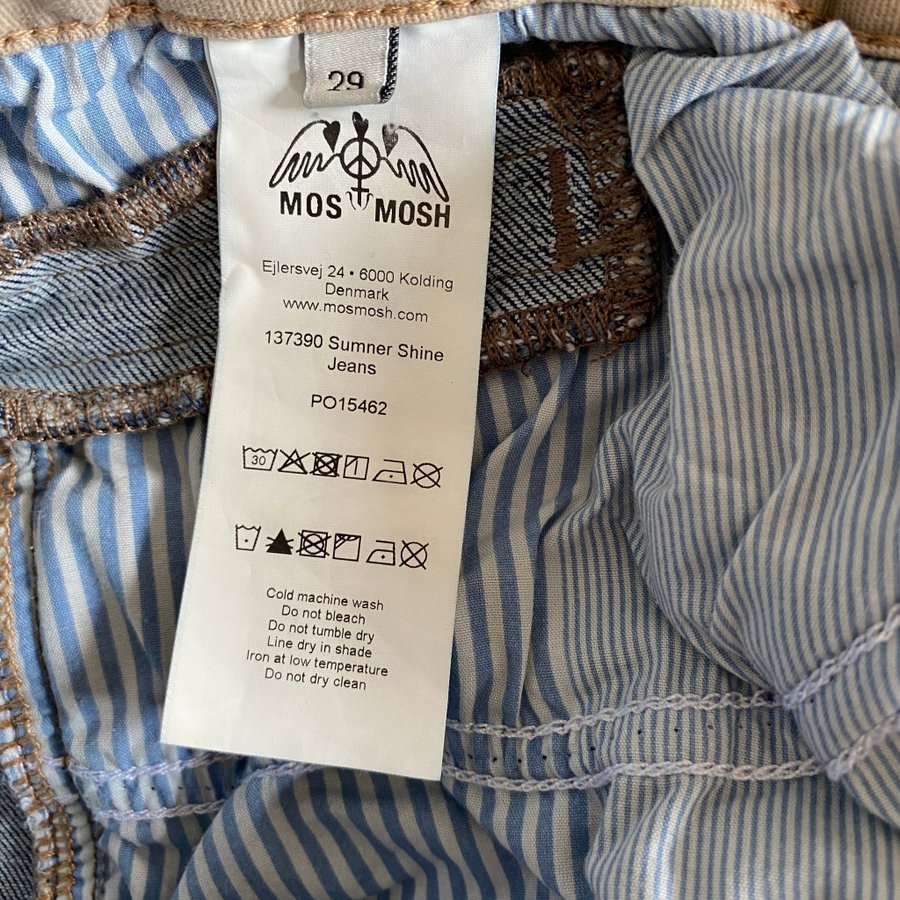 29
MOS MOSH
Ejlersvej 24 • 6000 Kolding
Denmark
www.mosmosh.com
137390 Sumner Shine
Jeans
PO15462
30
Cold machine wash
Do not bleach
Do not tumble dry
Line dry in shade
Iron at low temperature
Do not dry clean